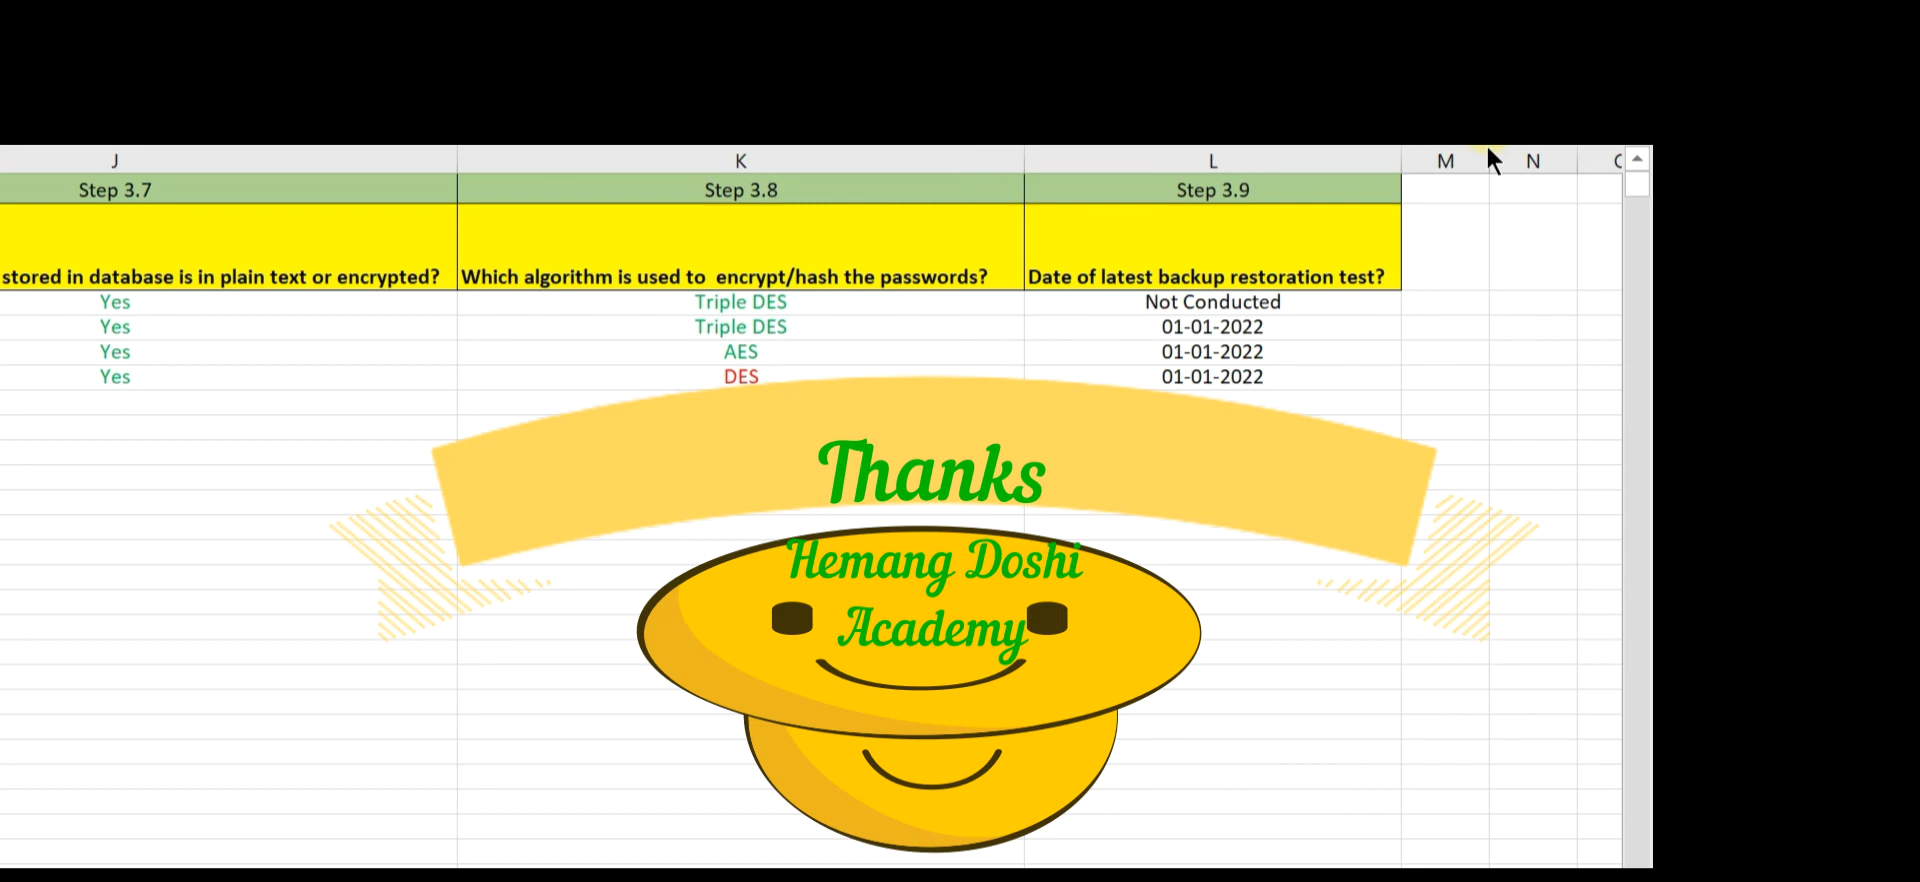 J K L M N
Step 3.7 Step 3.8 Step 3.9
stored in database is in plain text or encrypted? Which algorithm is used to  encrypt/hash the passwords? Date of latest backup restoration test?
Yes Triple DES Not Conducted
Yes Triple DES 01-01-2022
Yes AES 01-01-2022
Yes DES 01-01-2022
Thanks
Hemang Doshi
Academy